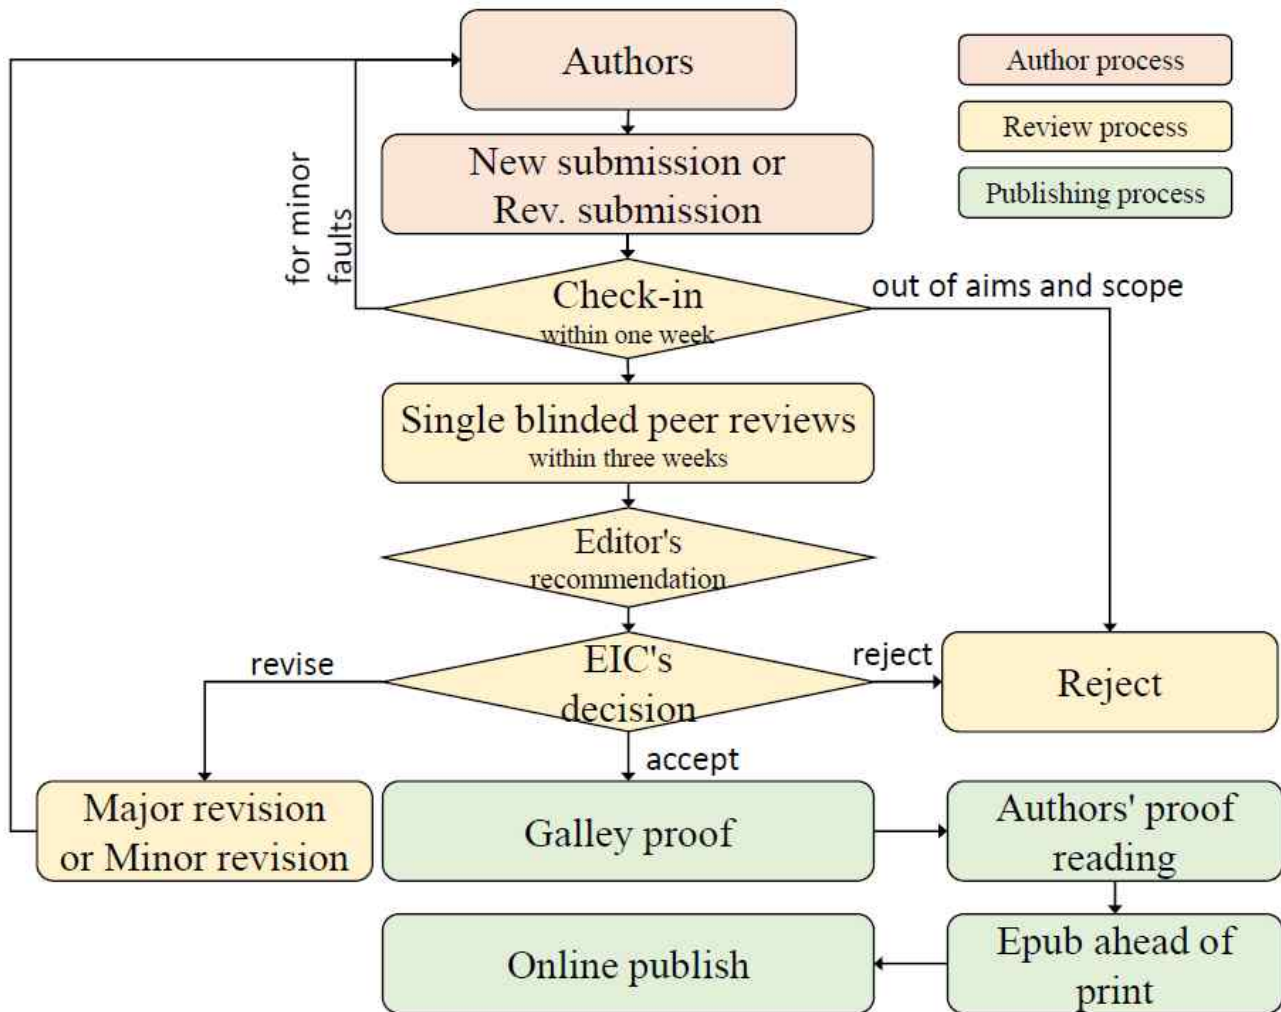 Authors
Author process
Review process
Publishing process
New submission or
Rev. submission
for minor
faults
Check-in
within one week
out of aims and scope
Single blinded peer reviews
within three weeks
Editor's
recommendation
revise
EIC's
decision
reject
Reject
accept
Major revision
or Minor revision
Galley proof
Authors' proof
reading
Online publish
Epub ahead of
print